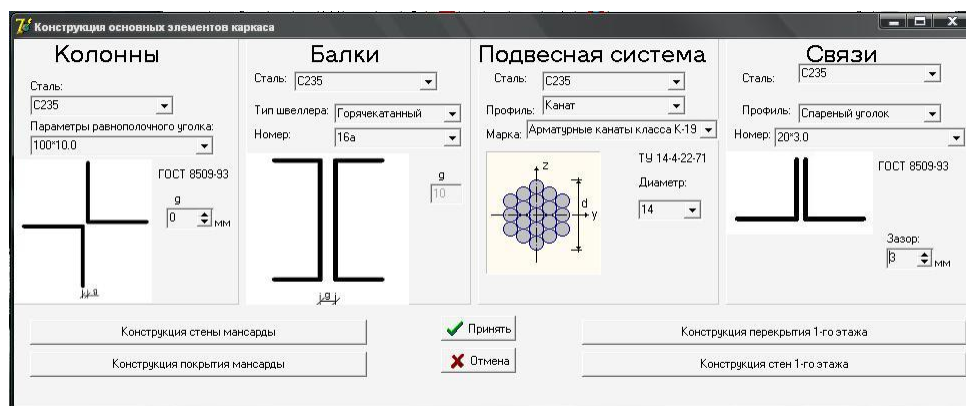 Конструкция основных элементов каркаса
Колонны
Сталь:
С235
Параметры равнополочного уголка:
100*10.0
ГОСТ 8509-93
g
0 мм
g
Балки
Сталь: С235
Тип швеллера: Горячекатанный
Номер: 16а
g
10
g
Подвесная система
Сталь: С235
Профиль: Канат
Марка: Арматурные канаты класса К-19
ТУ 14-4-22-71
Диаметр:
14
z
d
y
Связи
Сталь: С235
Профиль: Спареный уголок
Номер: 20*3.0
ГОСТ 8509-93
Зазор:
3 мм
Конструкция стены мансарды
Принять
Конструкция перекрытия 1-го этажа
Конструкция покрытия мансарды
Отмена
Конструкция стен 1-го этажа